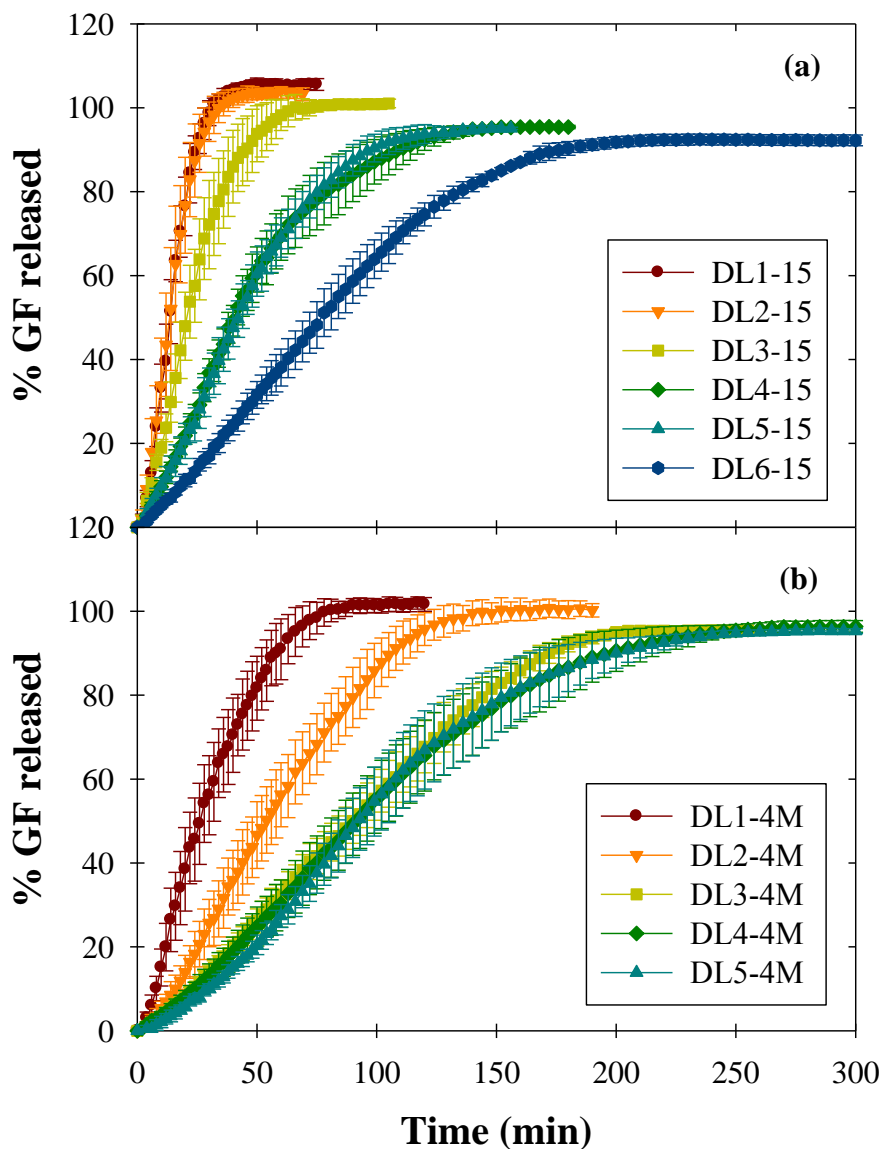 120
(a)
100
80
60
40
20
% GF released
DL1-15
DL2-15
DL3-15
DL4-15
DL5-15
DL6-15
120
(b)
100
80
60
40
20
0
% GF released
DL1-4M
DL2-4M
DL3-4M
DL4-4M
DL5-4M
0 50 100 150 200 250 300
Time (min)